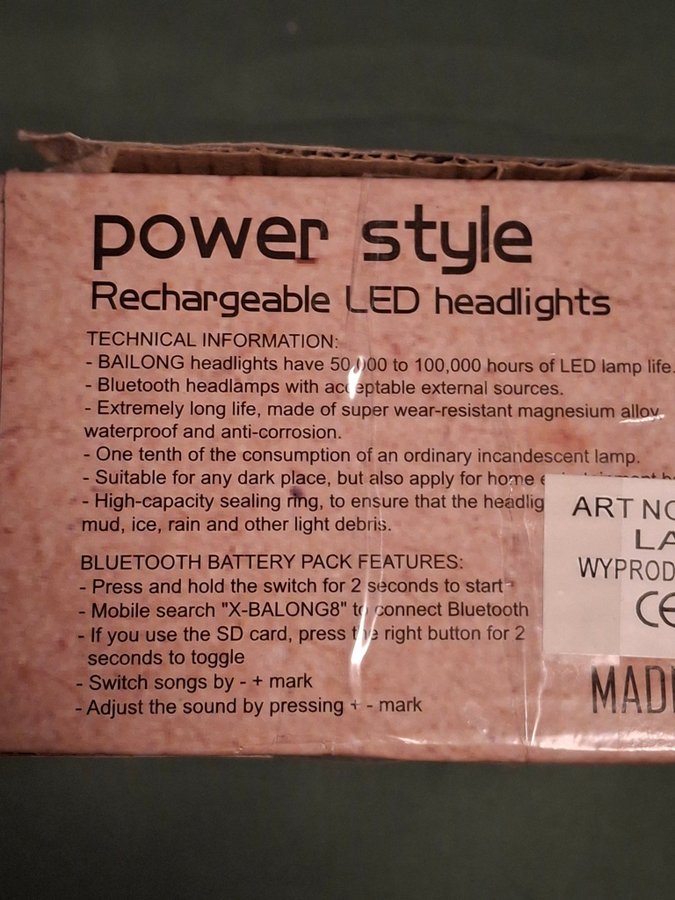 power style
Rechargeable LED headlights
TECHNICAL INFORMATION:
- BAILONG headlights have 50,000 to 100,000 hours of LED lamp life.
- Bluetooth headlamps with acceptable external sources.
- Extremely long life, made of super wear-resistant magnesium alloy,
waterproof and anti-corrosion.
- One tenth of the consumption of an ordinary incandescent lamp.
- Suitable for any dark place, but also apply for home
- High-capacity sealing ring, to ensure that the
mud, ice, rain and other light debris.
ART NO
LA
WYPROD
CE
BLUETOOTH BATTERY PACK FEATURES:
- Press and hold the switch for 2 seconds to start
- Mobile search "X-BALONG8" to connect Bluetooth
- If you use the SD card, press the right button for 2
seconds to toggle
- Switch songs by - + mark
- Adjust the sound by pressing + - mark
MADE